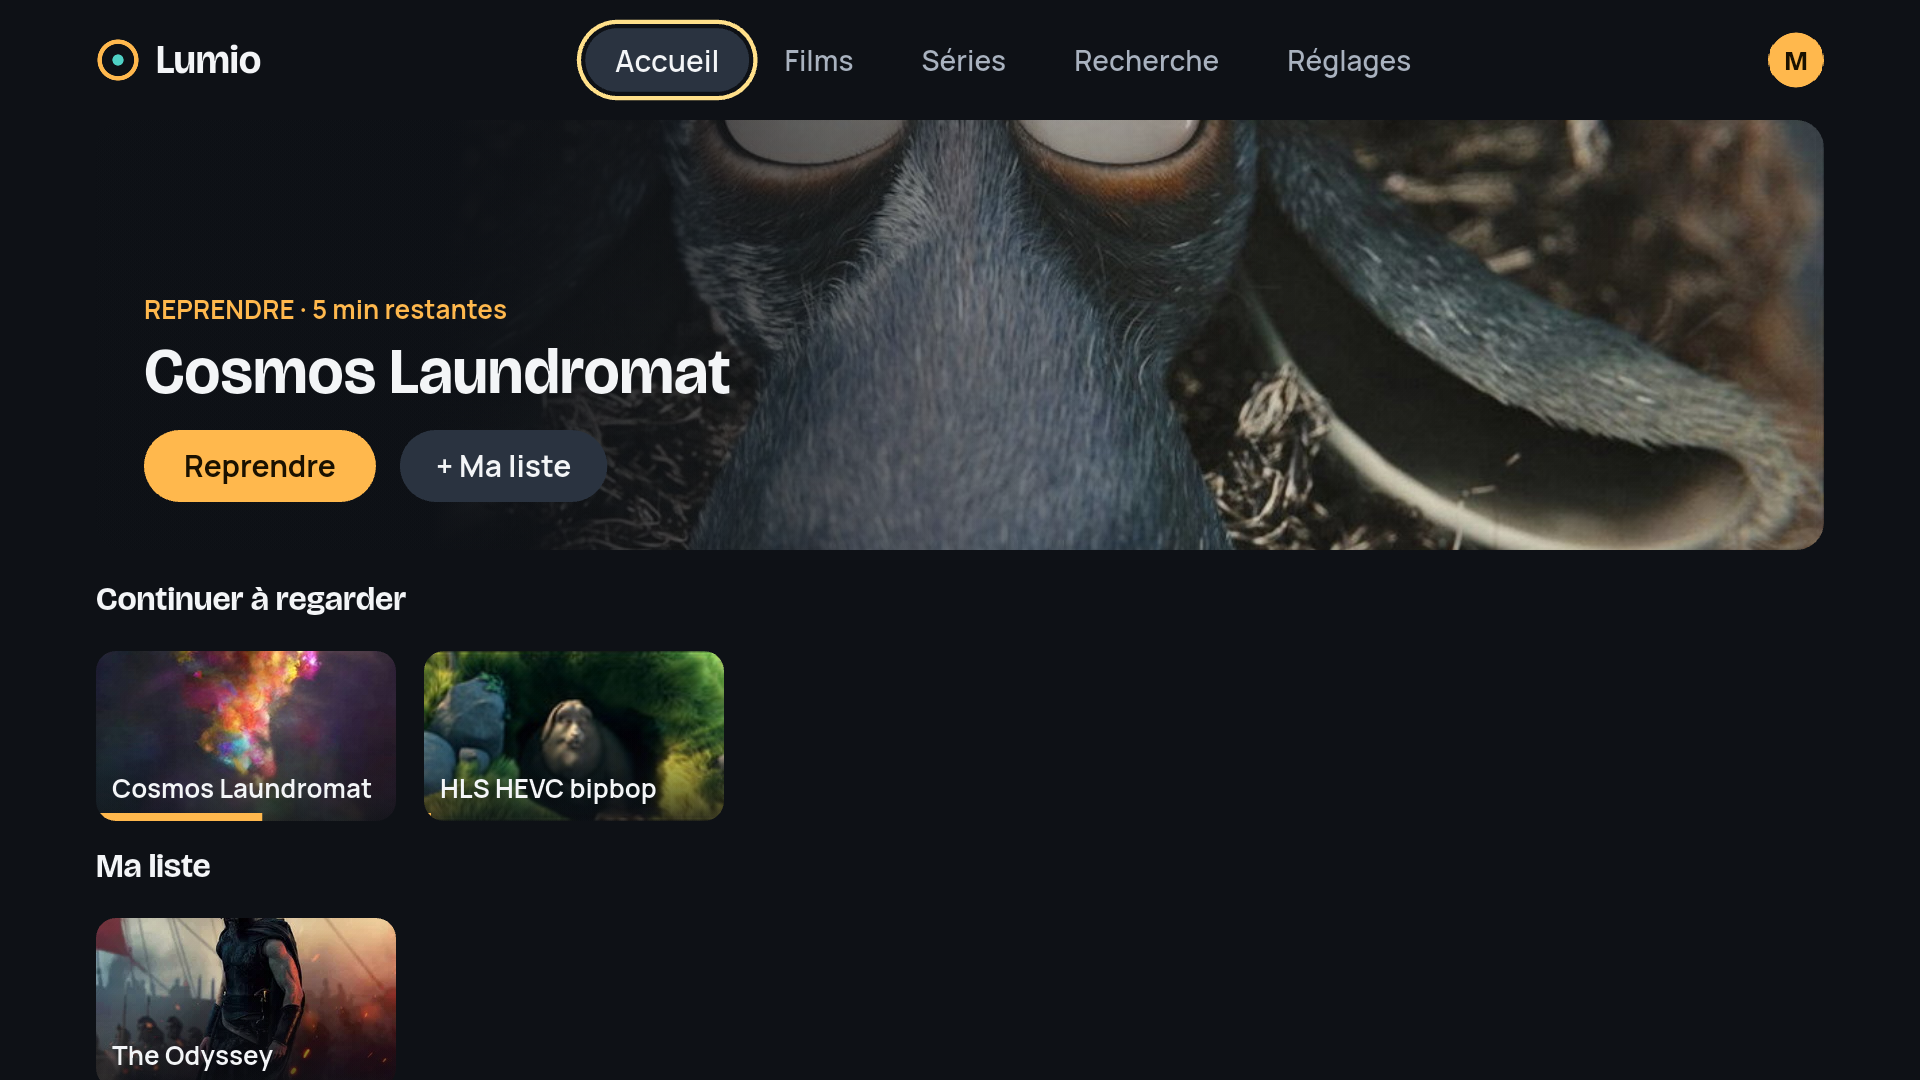 Lumio
Accueil
Films
Séries
Recherche
Réglages
M
REPRENDRE · 5 min restantes
Cosmos Laundromat
Reprendre
+ Ma liste
Continuer à regarder
Cosmos Laundromat
HLS HEVC bipbop
Ma liste
The Odyssey